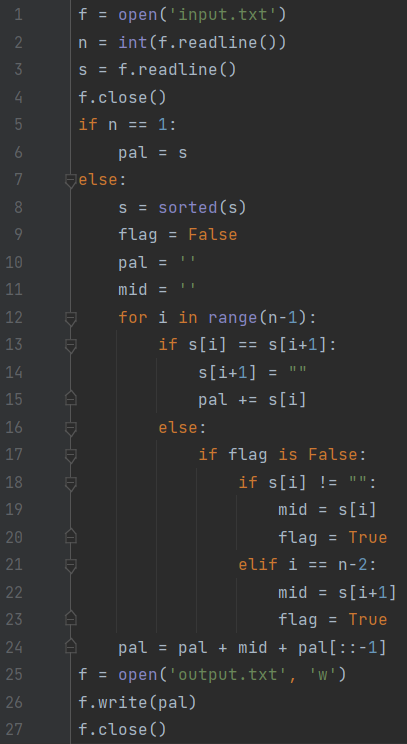 1 f = open('input.txt')
2 n = int(f.readline())
3 s = f.readline()
4 f.close()
5 if n == 1:
6     pal = s
7 else:
8     s = sorted(s)
9     flag = False
10     pal = ''
11     mid = ''
12     for i in range(n-1):
13         if s[i] == s[i+1]:
14             s[i+1] = ""
15             pal += s[i]
16         else:
17             if flag is False:
18                 if s[i] != "":
19                     mid = s[i]
20                     flag = True
21                 elif i == n-2:
22                     mid = s[i+1]
23                     flag = True
24     pal = pal + mid + pal[::-1]
25 f = open('output.txt', 'w')
26 f.write(pal)
27 f.close()